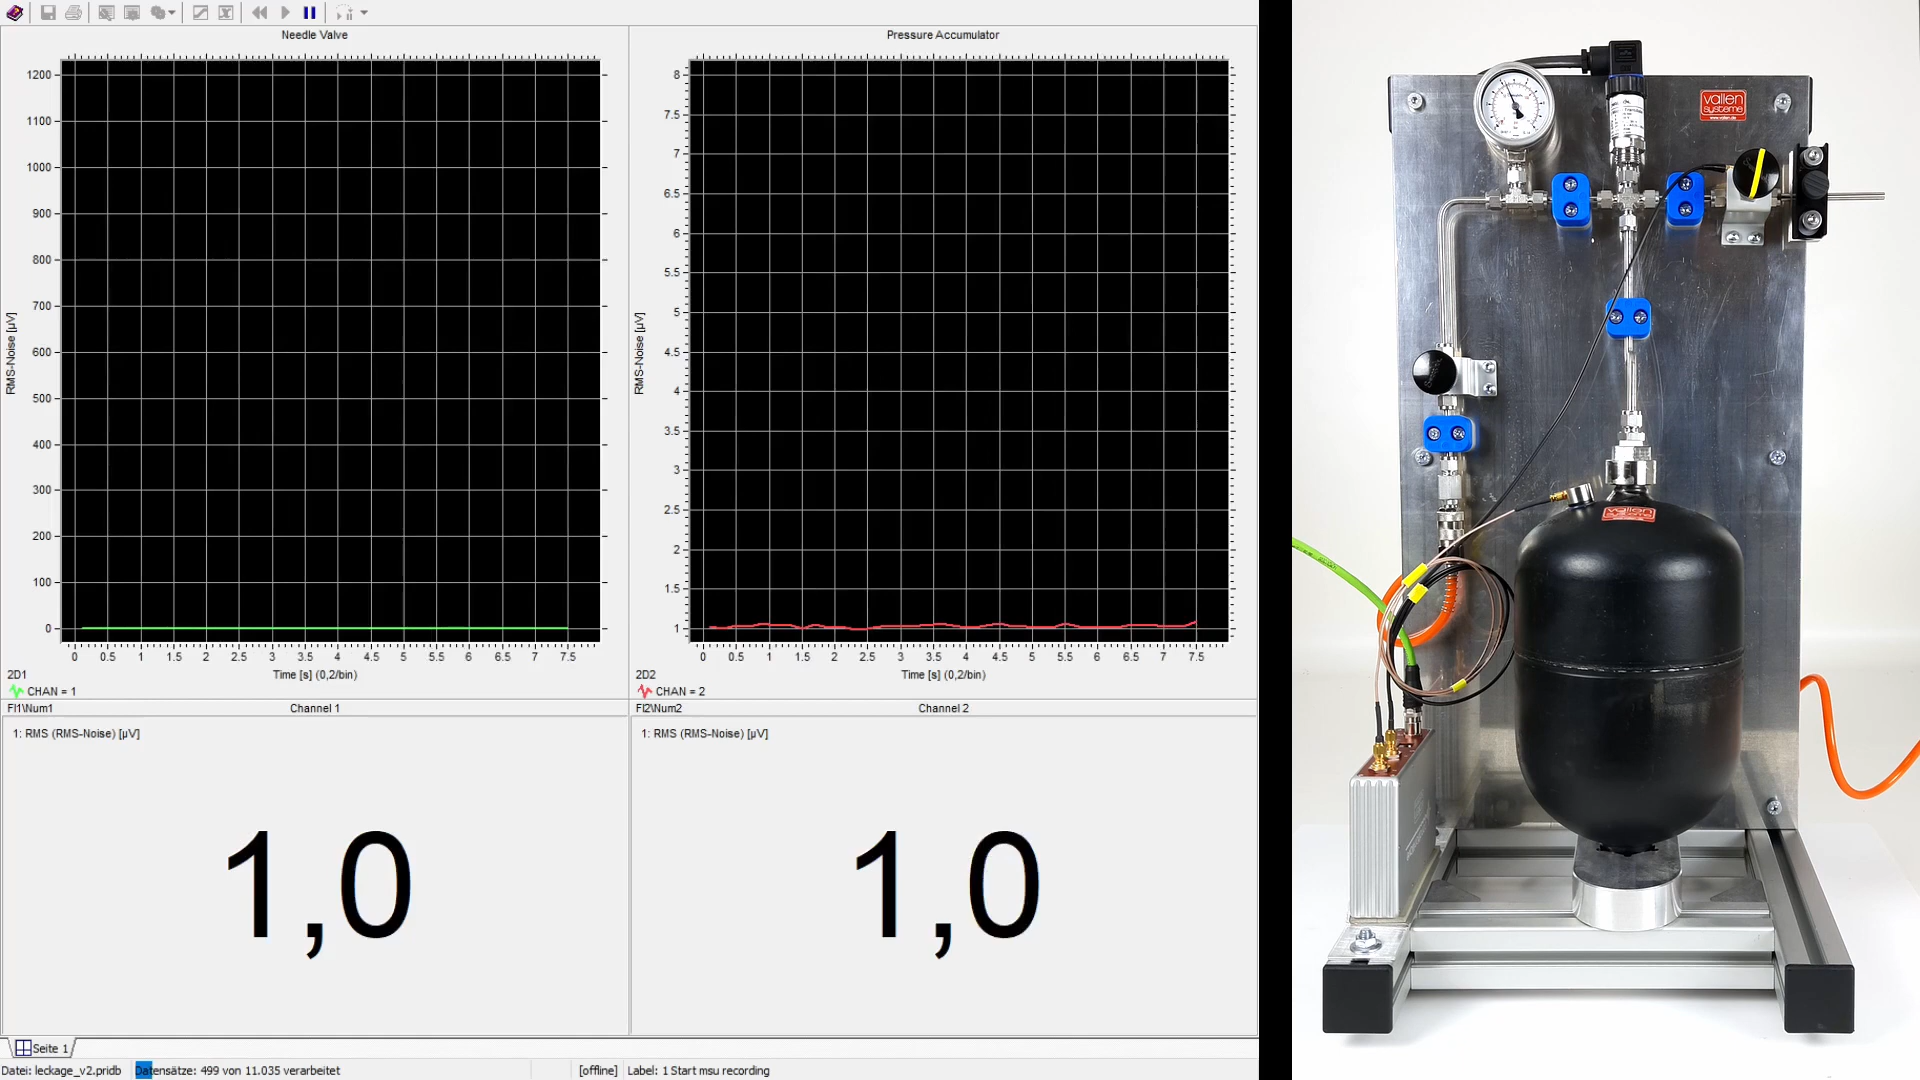 Needle Valve
1200
1100
1000
900
800
700
600
500
400
300
200
100
0
RMS-Noise [µV]
0 0.5 1 1.5 2 2.5 3 3.5 4 4.5 5 5.5 6 6.5 7 7.5
2D1
Time [s] (0,2/bin)
CHAN = 1
Pressure Accumulator
8
7.5
7
6.5
6
5.5
5
4.5
4
3.5
3
2.5
2
1.5
1
RMS-Noise [µV]
0 0.5 1 1.5 2 2.5 3 3.5 4 4.5 5 5.5 6 6.5 7 7.5
2D2
Time [s] (0,2/bin)
CHAN = 2
Fl1\Num1
Channel 1
1: RMS (RMS-Noise) [µV]
1,0
Fl2\Num2
Channel 2
1: RMS (RMS-Noise) [µV]
1,0
Seite 1
Datei: leckage_v2.pridb
Datensätze: 499 von 11.035 verarbeitet
[offline]
Label: 1 Start msu recording
vallen
systeme
www.vallen.de
vallen